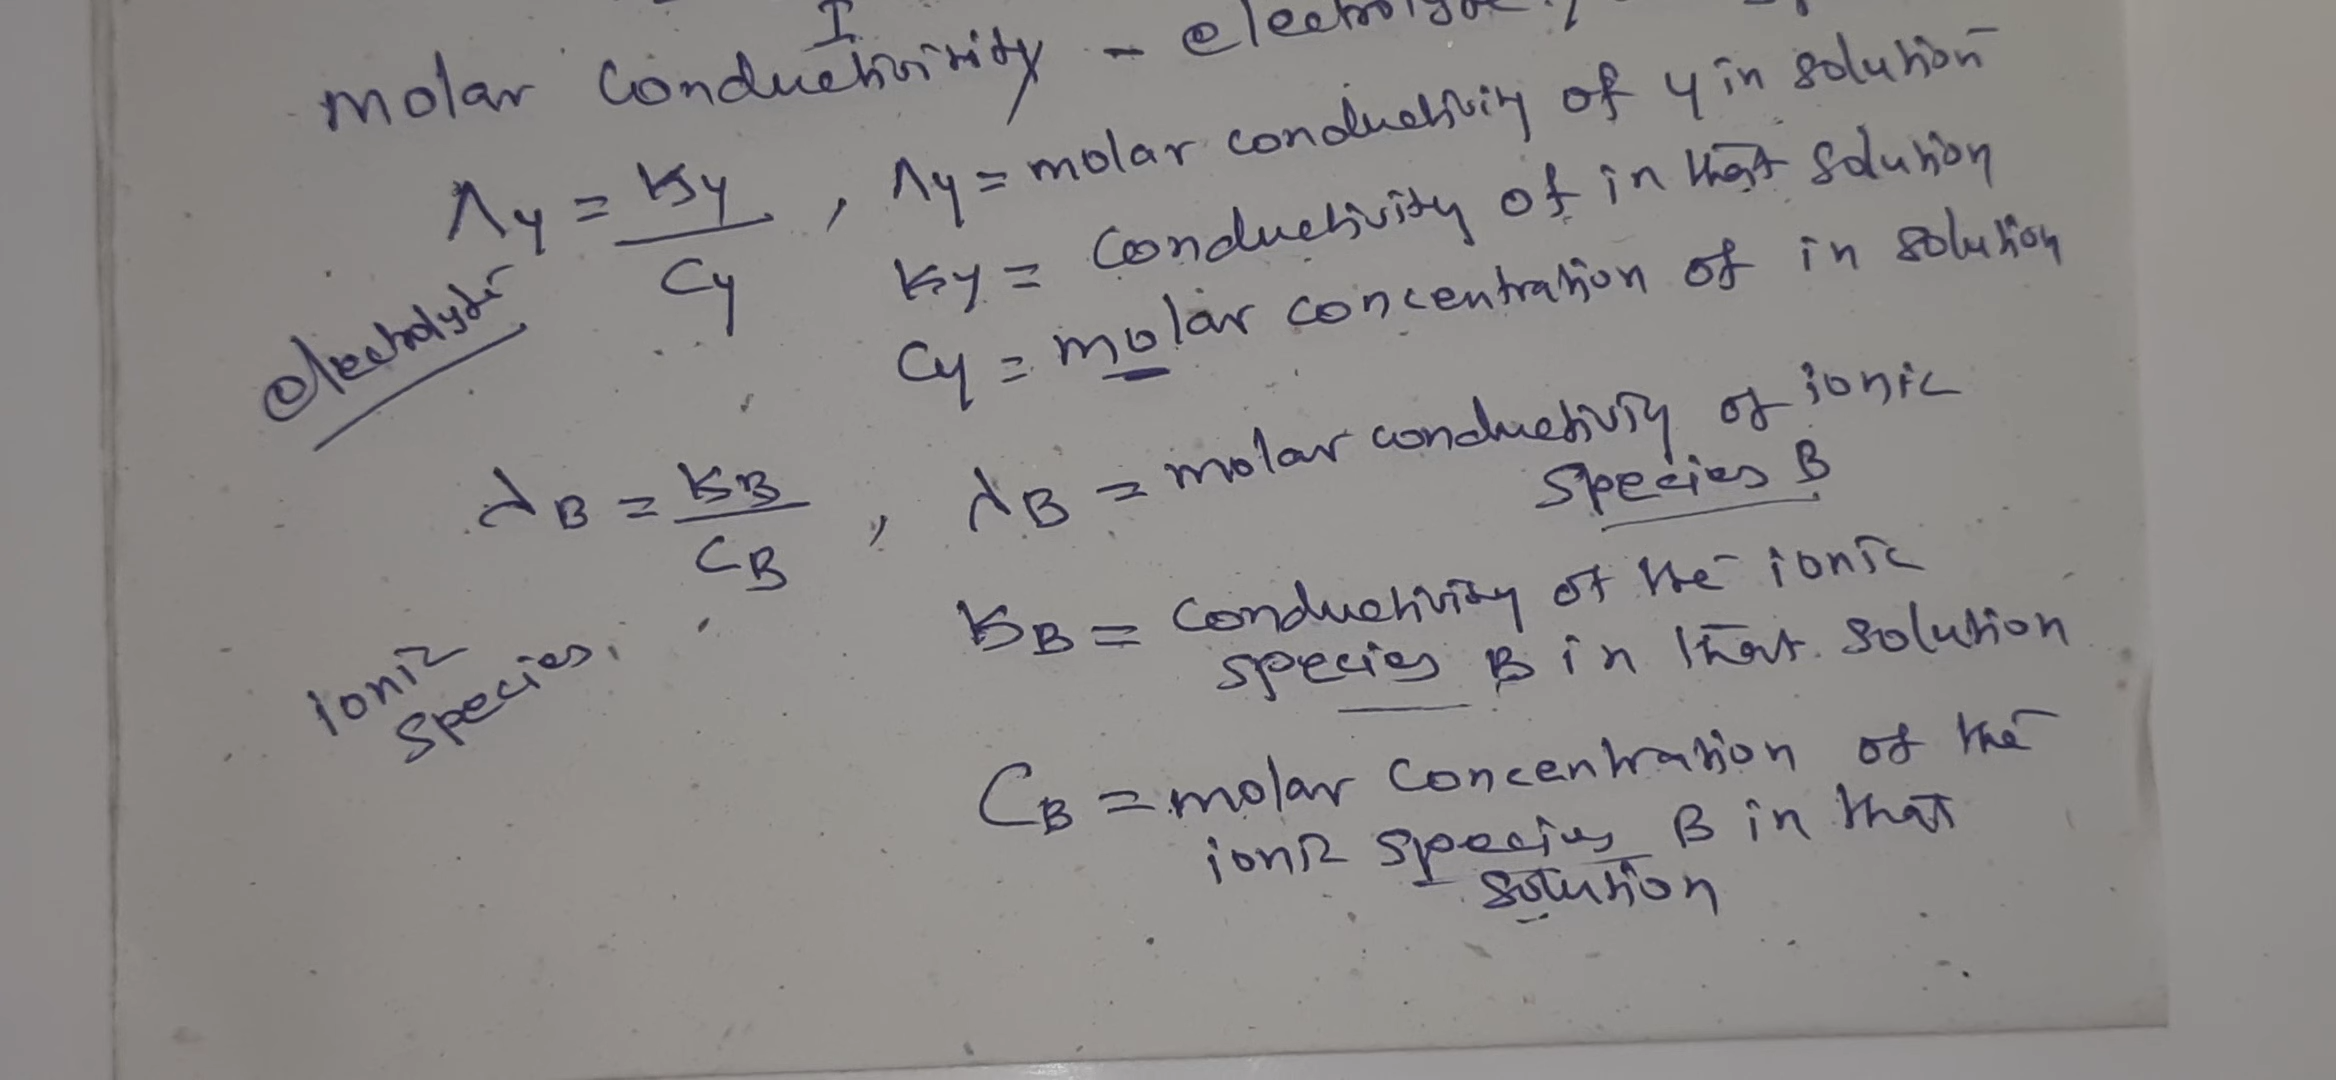 I
molar conductivity - electrolyte
Λy = κy / Cy , Λy = molar conductivity of y in solution
κy = conductivity of in that solution
Cy = molar concentration of in solution
electrolyte
λB = κB / CB , λB = molar conductivity of ionic
species B
κB = conductivity of the ionic
species B in that solution
ionic
species.
CB = molar concentration of the
ionic species B in that
solution